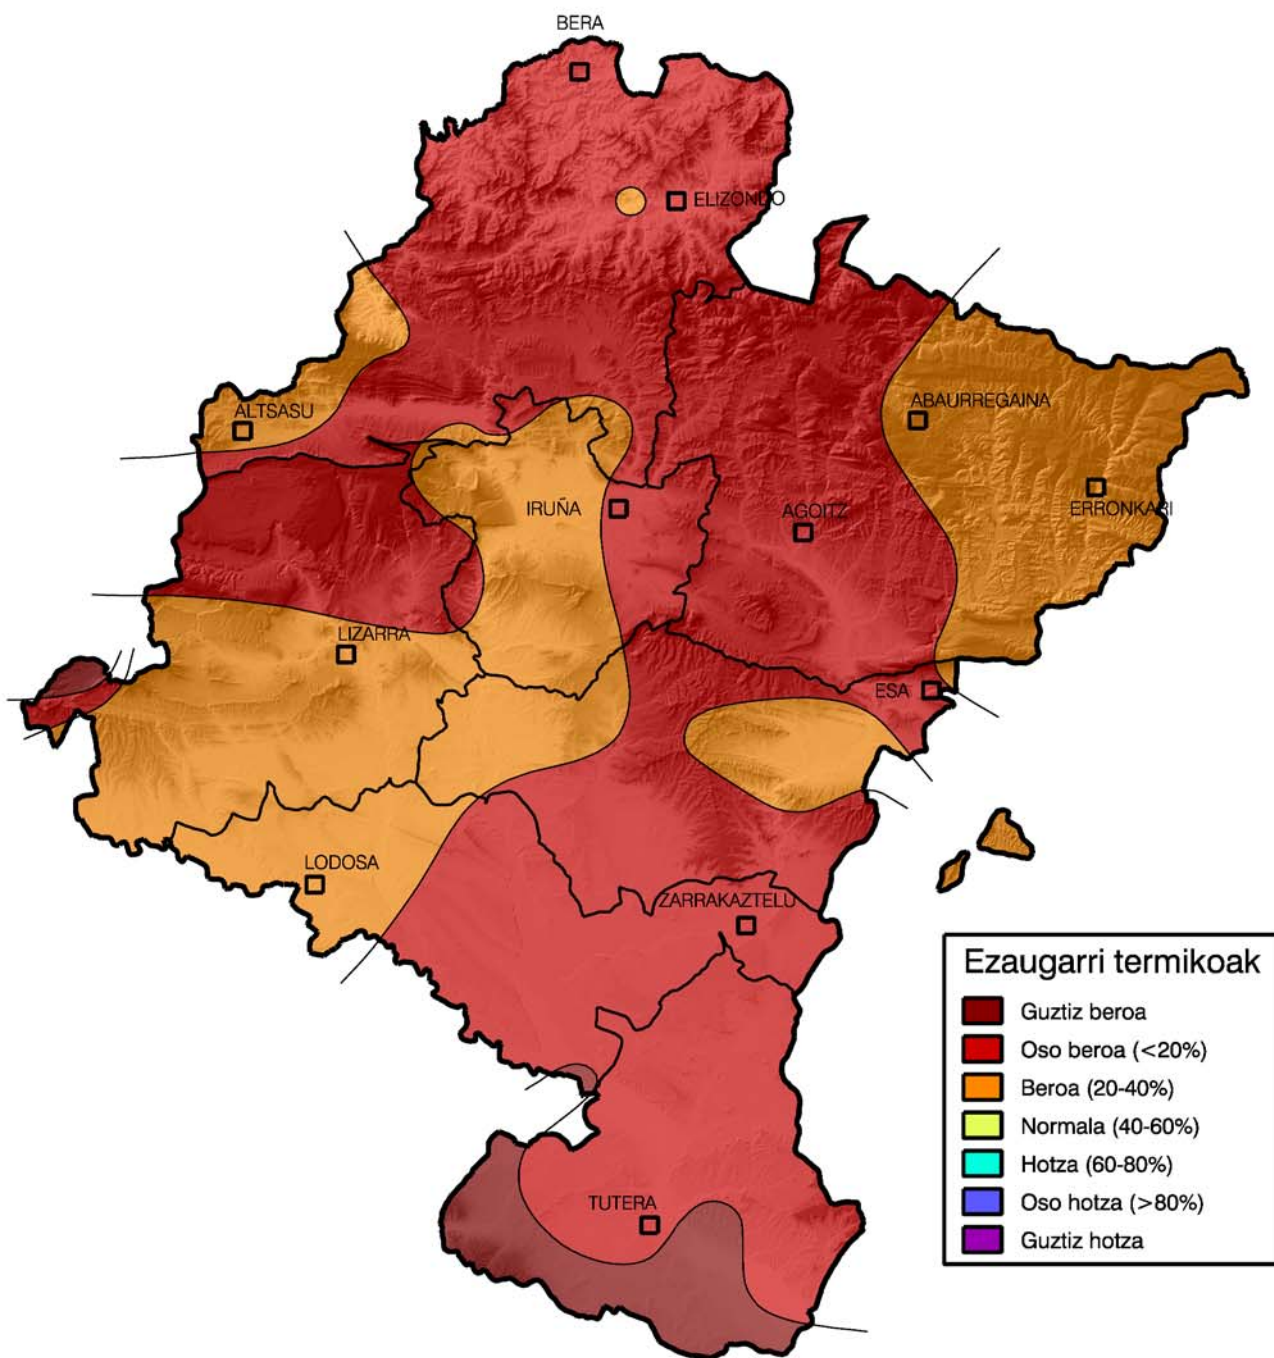 BERA
ELIZONDO
ALTSASU
ABAURREGAINA
ERRONKARI
IRUÑA
AGOITZ
LIZARRA
ESA
LODOSA
ZARRAKAZTELU
TUTERA
Ezaugarri termikoak
Guztiz beroa
Oso beroa (<20%)
Beroa (20-40%)
Normala (40-60%)
Hotza (60-80%)
Oso hotza (>80%)
Guztiz hotza